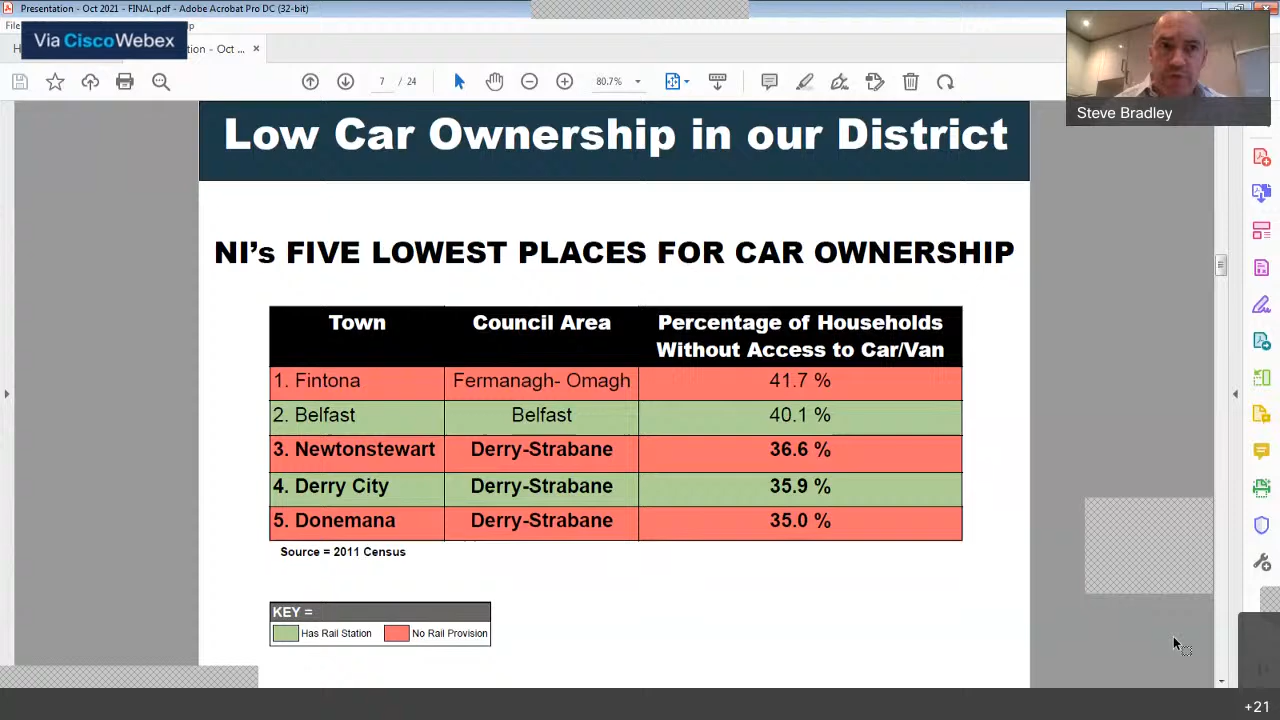 Presentation - Oct 2021 - FINAL.pdf - Adobe Acrobat Pro DC (32-bit)
Via CiscoWebex
tion - Oct ... ×
7 / 24
80.7%
Steve Bradley
Low Car Ownership in our District
NI’s FIVE LOWEST PLACES FOR CAR OWNERSHIP
Town Council Area Percentage of Households
Without Access to Car/Van
1. Fintona Fermanagh- Omagh 41.7 %
2. Belfast Belfast 40.1 %
3. Newtonstewart Derry-Strabane 36.6 %
4. Derry City Derry-Strabane 35.9 %
5. Donemana Derry-Strabane 35.0 %
Source = 2011 Census
KEY =
Has Rail Station No Rail Provision
+21